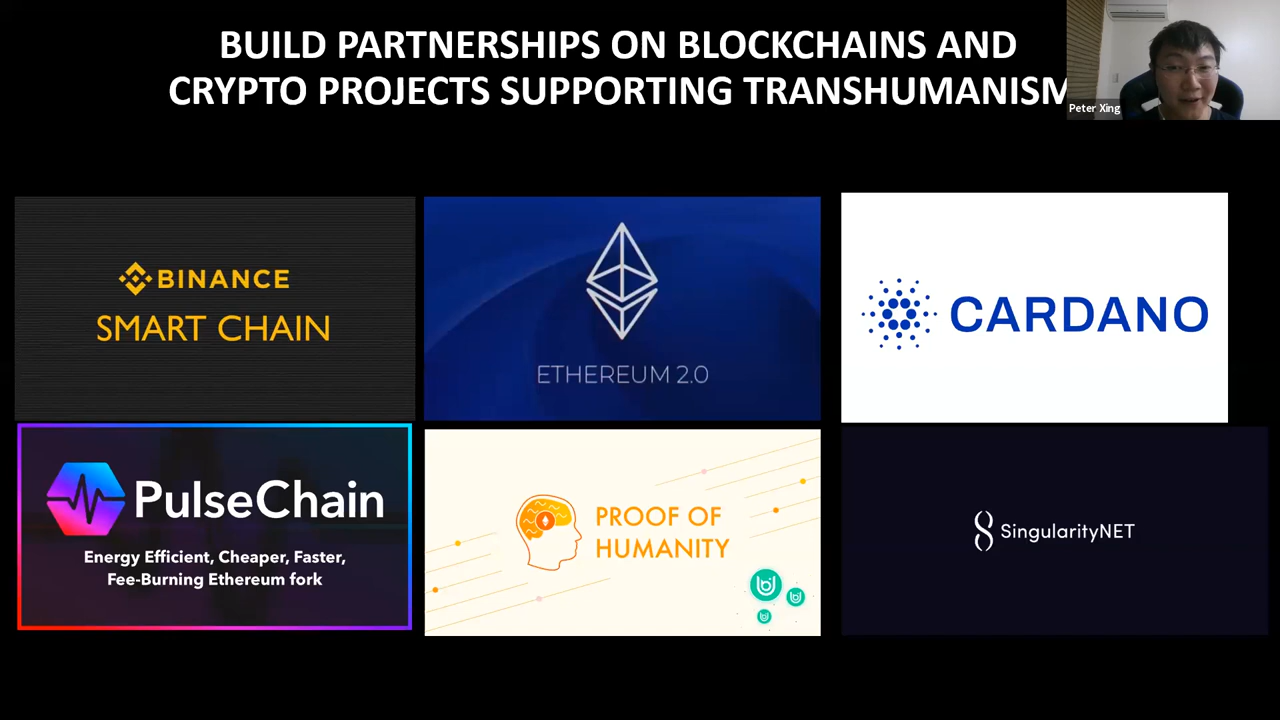 BUILD PARTNERSHIPS ON BLOCKCHAINS AND
CRYPTO PROJECTS SUPPORTING TRANSHUMANISM
Peter Xing
BINANCE
SMART CHAIN
ETHEREUM 2.0
CARDANO
PulseChain
Energy Efficient, Cheaper, Faster,
Fee-Burning Ethereum fork
PROOF OF
HUMANITY
SingularityNET